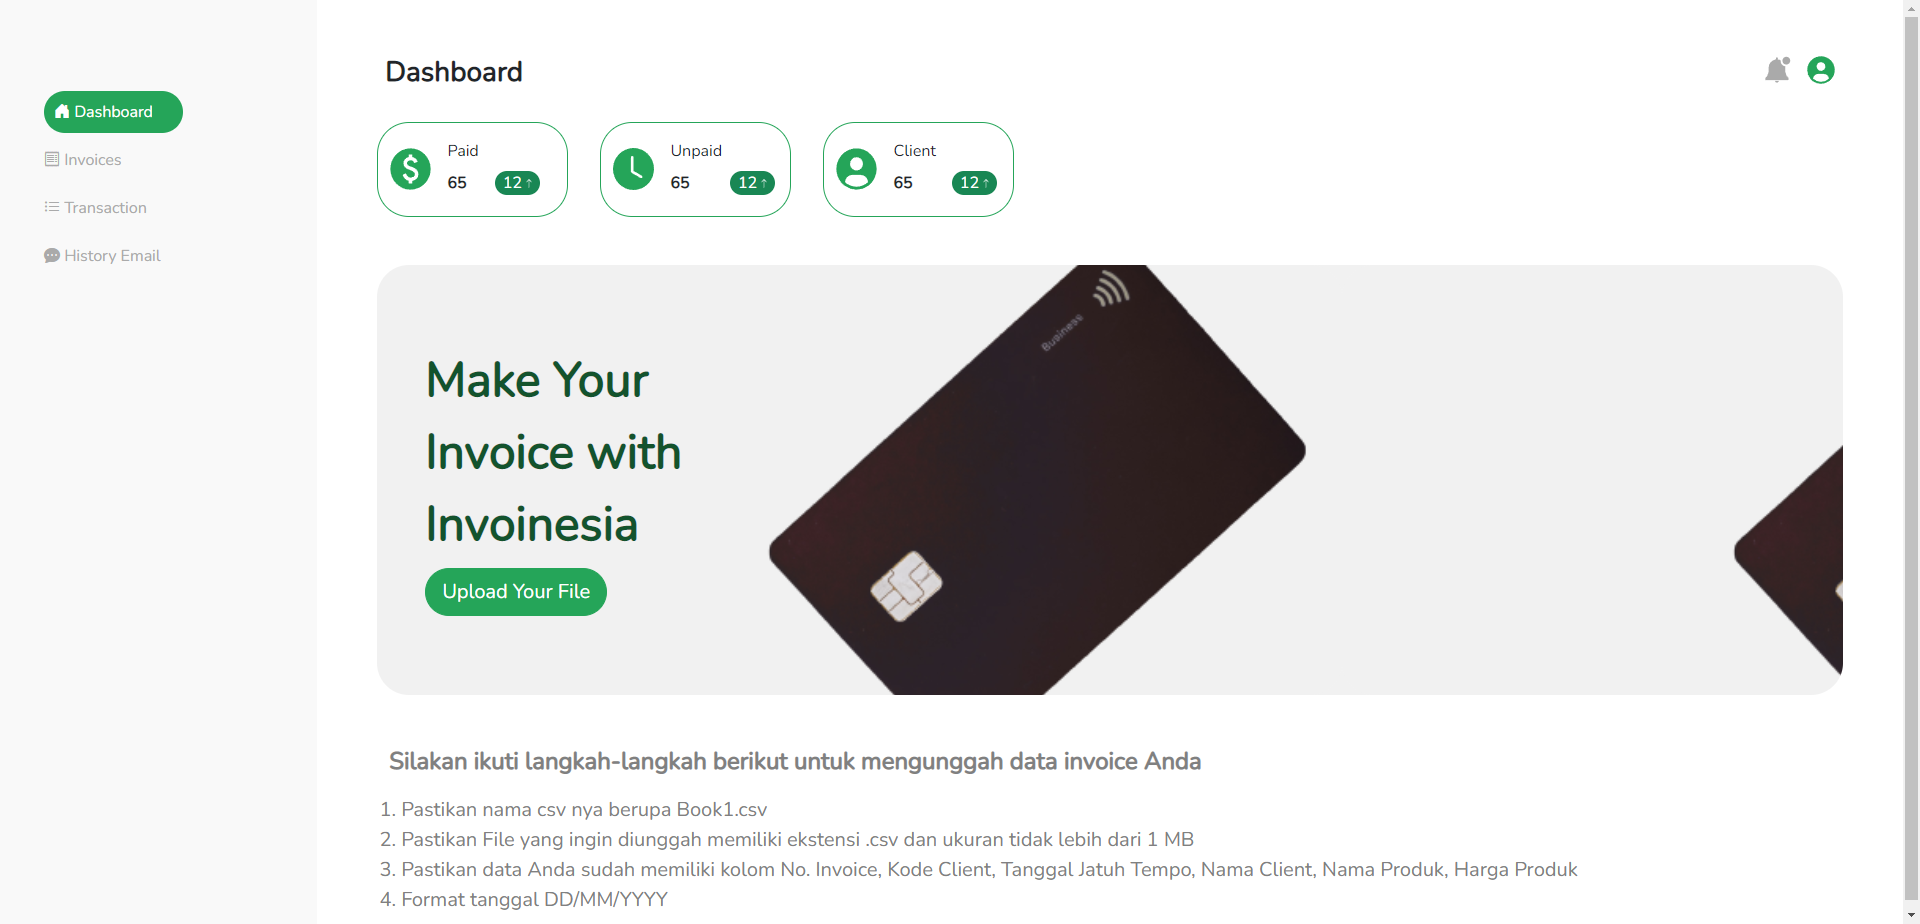 Dashboard
Invoices
Transaction
History Email
Dashboard
Paid
65 12 ↑
Unpaid
65 12 ↑
Client
65 12 ↑
Business
Make Your
Invoice with
Invoinesia
Upload Your File
Silakan ikuti langkah-langkah berikut untuk mengunggah data invoice Anda
1. Pastikan nama csv nya berupa Book1.csv
2. Pastikan File yang ingin diunggah memiliki ekstensi .csv dan ukuran tidak lebih dari 1 MB
3. Pastikan data Anda sudah memiliki kolom No. Invoice, Kode Client, Tanggal Jatuh Tempo, Nama Client, Nama Produk, Harga Produk
4. Format tanggal DD/MM/YYYY